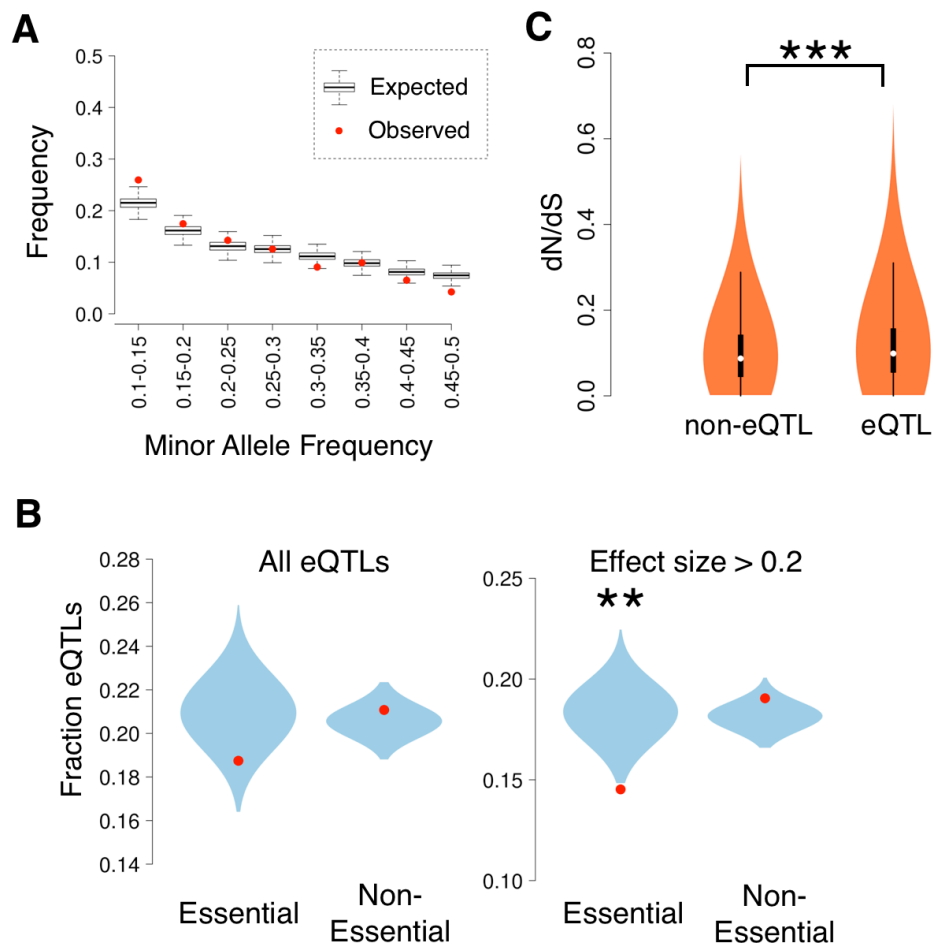 A
0.5
0.4
0.3
0.2
0.1
0.0
Frequency
Expected
Observed
0.1-0.15
0.15-0.2
0.2-0.25
0.25-0.3
0.3-0.35
0.35-0.4
0.4-0.45
0.45-0.5
Minor Allele Frequency
C
***
0.8
0.6
0.4
0.2
0.0
dN/dS
non-eQTL
eQTL
B
All eQTLs
0.28
0.26
0.24
0.22
0.20
0.18
0.16
0.14
Fraction eQTLs
Essential
Non-
Essential
Effect size > 0.2
**
0.25
0.20
0.15
0.10
Essential
Non-
Essential